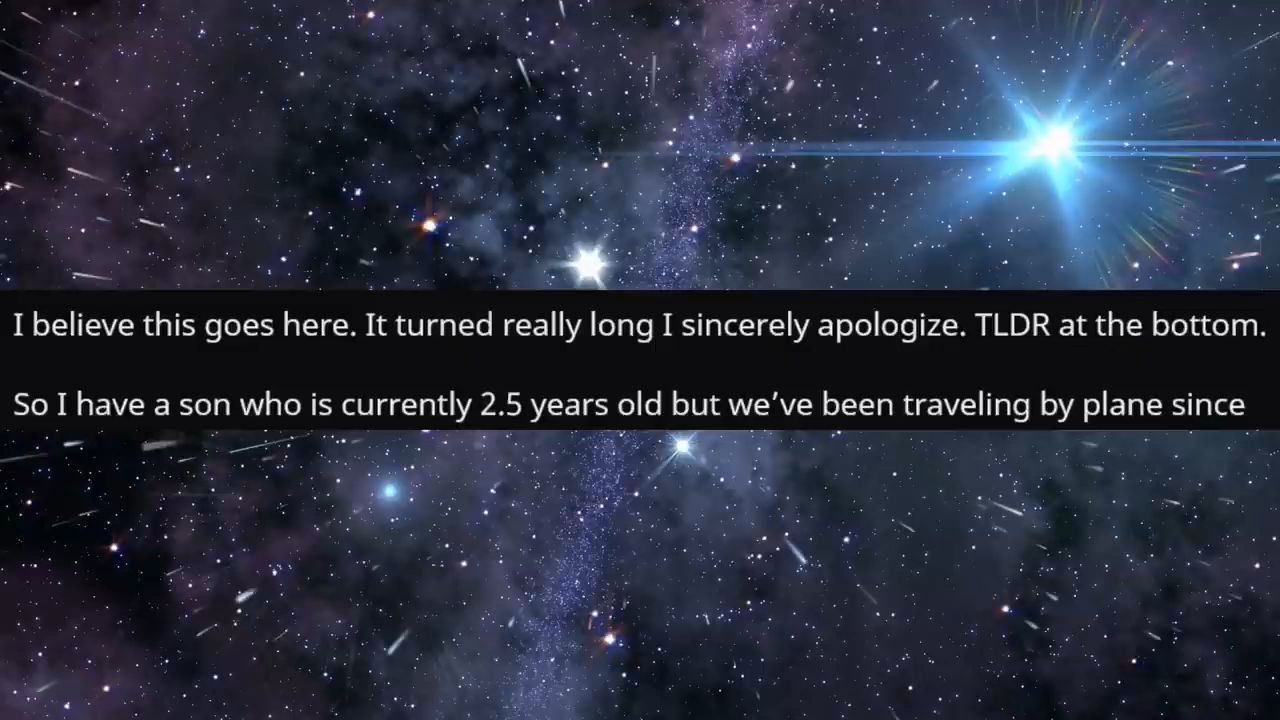 I believe this goes here. It turned really long I sincerely apologize. TLDR at the bottom.
So I have a son who is currently 2.5 years old but we’ve been traveling by plane since